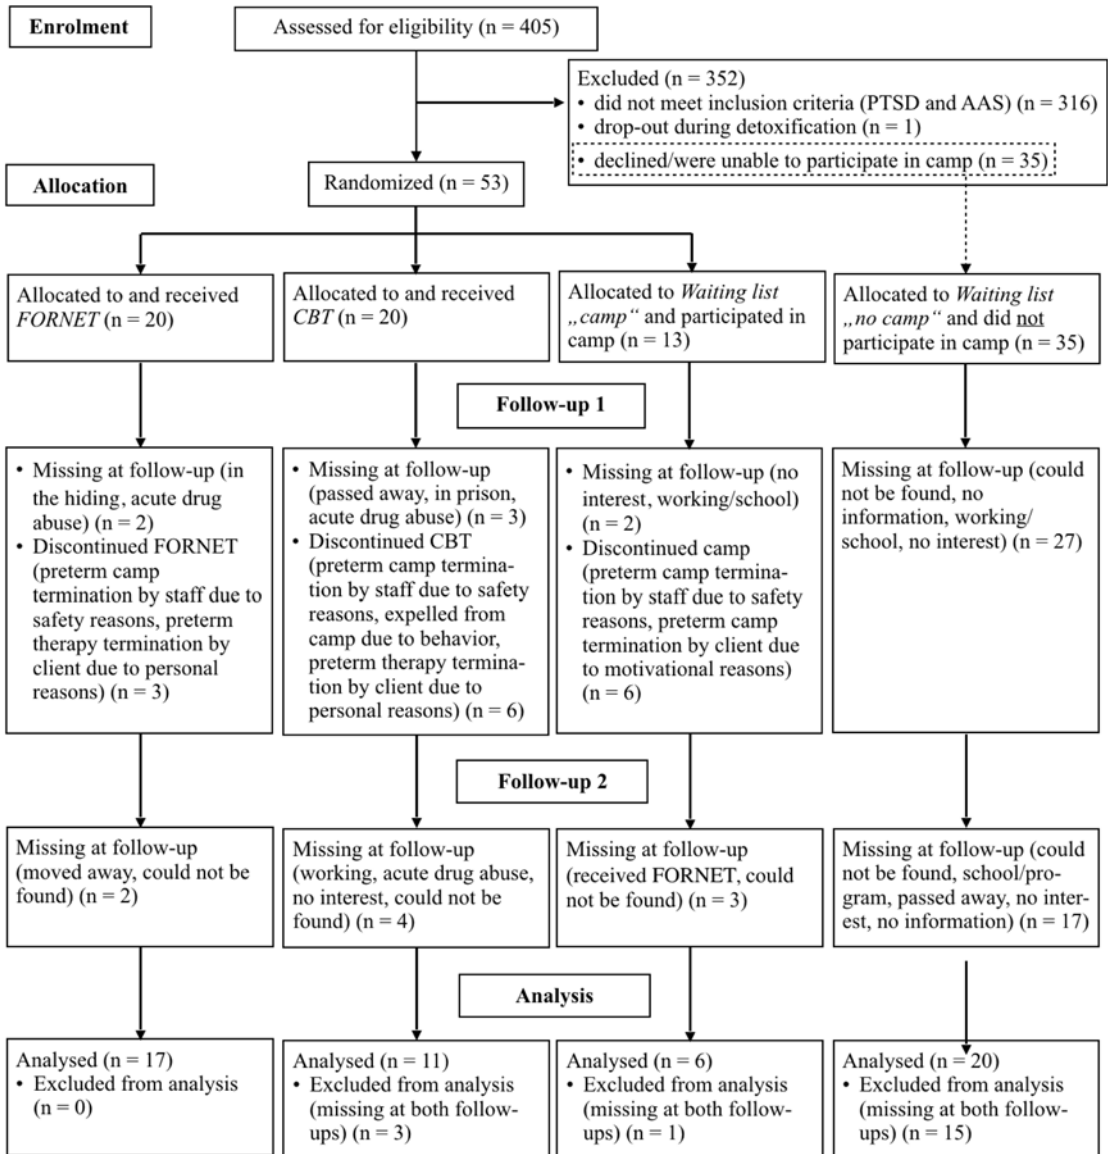 Enrolment
Assessed for eligibility (n = 405)
Excluded (n = 352)
• did not meet inclusion criteria (PTSD and AAS) (n = 316)
• drop-out during detoxification (n = 1)
• declined/were unable to participate in camp (n = 35)
Allocation
Randomized (n = 53)
Allocated to and received
FORNET (n = 20)
Allocated to and received
CBT (n = 20)
Allocated to Waiting list
„camp“ and participated in
camp (n = 13)
Allocated to Waiting list
„no camp“ and did not
participate in camp (n = 35)
Follow-up 1
• Missing at follow-up (in
the hiding, acute drug
abuse) (n = 2)
• Discontinued FORNET
(preterm camp
termination by staff due to
safety reasons, preterm
therapy termination by
client due to personal
reasons) (n = 3)
• Missing at follow-up
(passed away, in prison,
acute drug abuse) (n = 3)
• Discontinued CBT
(preterm camp termina-
tion by staff due to safety
reasons, expelled from
camp due to behavior,
preterm therapy termina-
tion by client due to
personal reasons) (n = 6)
• Missing at follow-up (no
interest, working/school)
(n = 2)
• Discontinued camp
(preterm camp termina-
tion by staff due to safety
reasons, preterm camp
termination by client due
to motivational reasons)
(n = 6)
Missing at follow-up (could
not be found, no
information, working/
school, no interest) (n = 27)
Follow-up 2
Missing at follow-up
(moved away, could not be
found) (n = 2)
Missing at follow-up
(working, acute drug abuse,
no interest, could not be
found) (n = 4)
Missing at follow-up
(received FORNET, could
not be found) (n = 3)
Missing at follow-up (could
not be found, school/pro-
gram, passed away, no inter-
est, no information) (n = 17)
Analysis
Analysed (n = 17)
• Excluded from analysis
(n = 0)
Analysed (n = 11)
• Excluded from analysis
(missing at both follow-
ups) (n = 3)
Analysed (n = 6)
• Excluded from analysis
(missing at both follow-
ups) (n = 1)
Analysed (n = 20)
• Excluded from analysis
(missing at both follow-
ups) (n = 15)